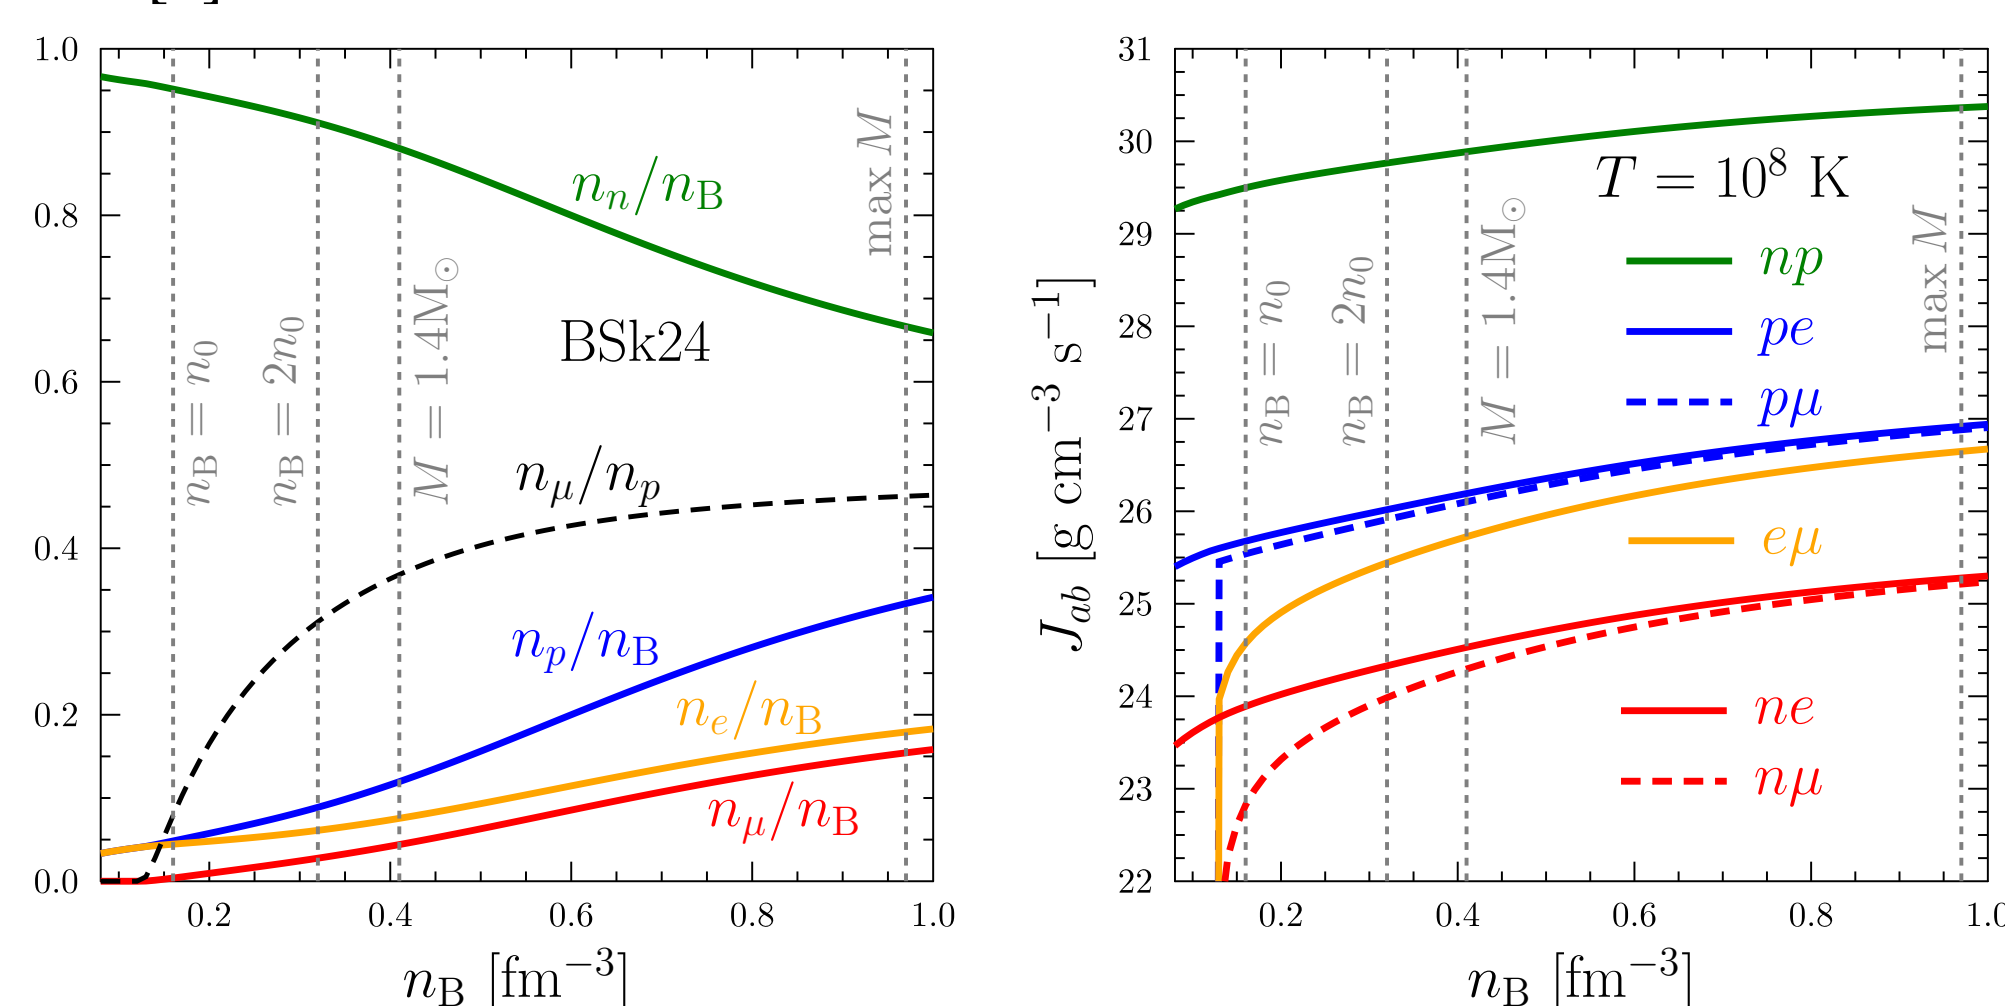 1.0
0.8
0.6
0.4
0.2
0.0
0.2
0.4
0.6
0.8
1.0
n_B [fm⁻³]
n_n/n_B
BSk24
n_μ/n_p
n_p/n_B
n_e/n_B
n_μ/n_B
n_B = n_0
n_B = 2n_0
M = 1.4M_⊙
max M
J_ab [g cm⁻³ s⁻¹]
31
30
29
28
27
26
25
24
23
22
0.2
0.4
0.6
0.8
1.0
n_B [fm⁻³]
T = 10⁸ K
np
pe
pμ
eμ
ne
nμ
n_B = n_0
n_B = 2n_0
M = 1.4M_⊙
max M